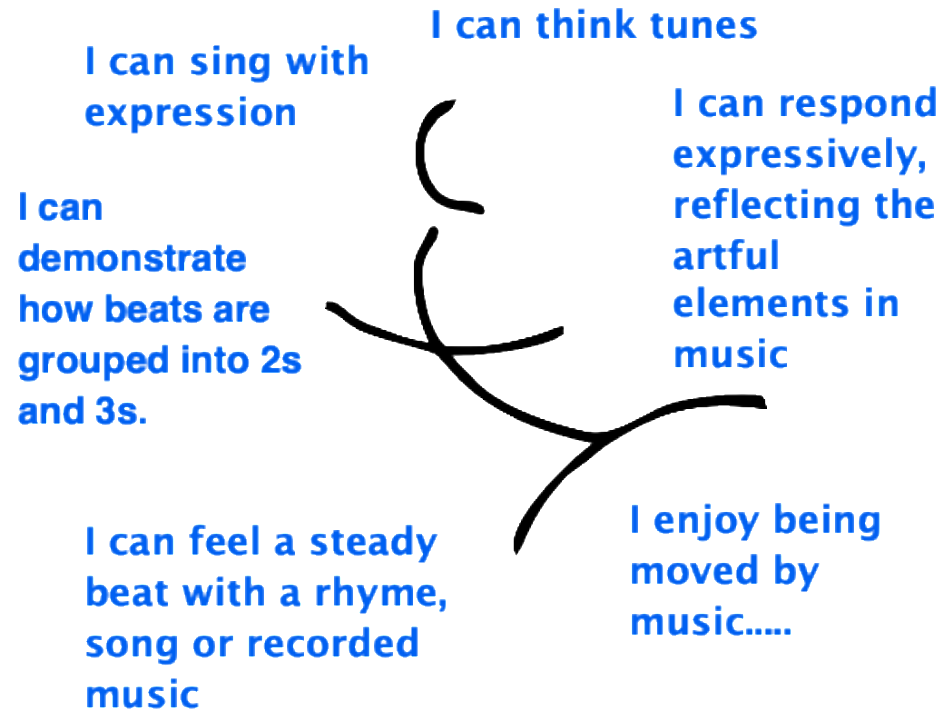 I can think tunes
I can sing with
expression
I can respond
expressively,
reflecting the
artful
elements in
music
I can
demonstrate
how beats are
grouped into 2s
and 3s.
I can feel a steady
beat with a rhyme,
song or recorded
music
I enjoy being
moved by
music.....